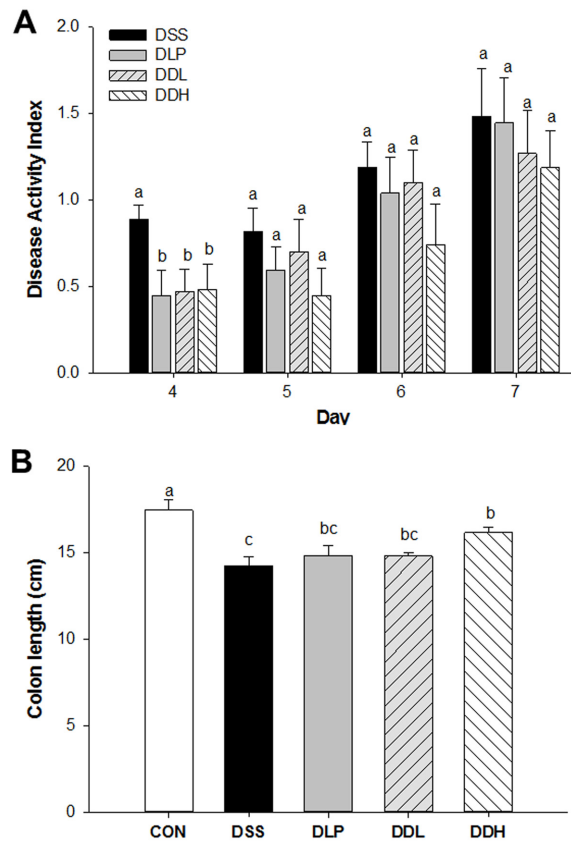 A
2.0
DSS
DLP
DDL
DDH
1.5
1.0
0.5
0.0
Disease Activity Index
a b b b
a a a a
a a a a
a a a a
4 5 6 7
Day
B
20
15
10
5
0
Colon length (cm)
a c bc bc b
CON DSS DLP DDL DDH